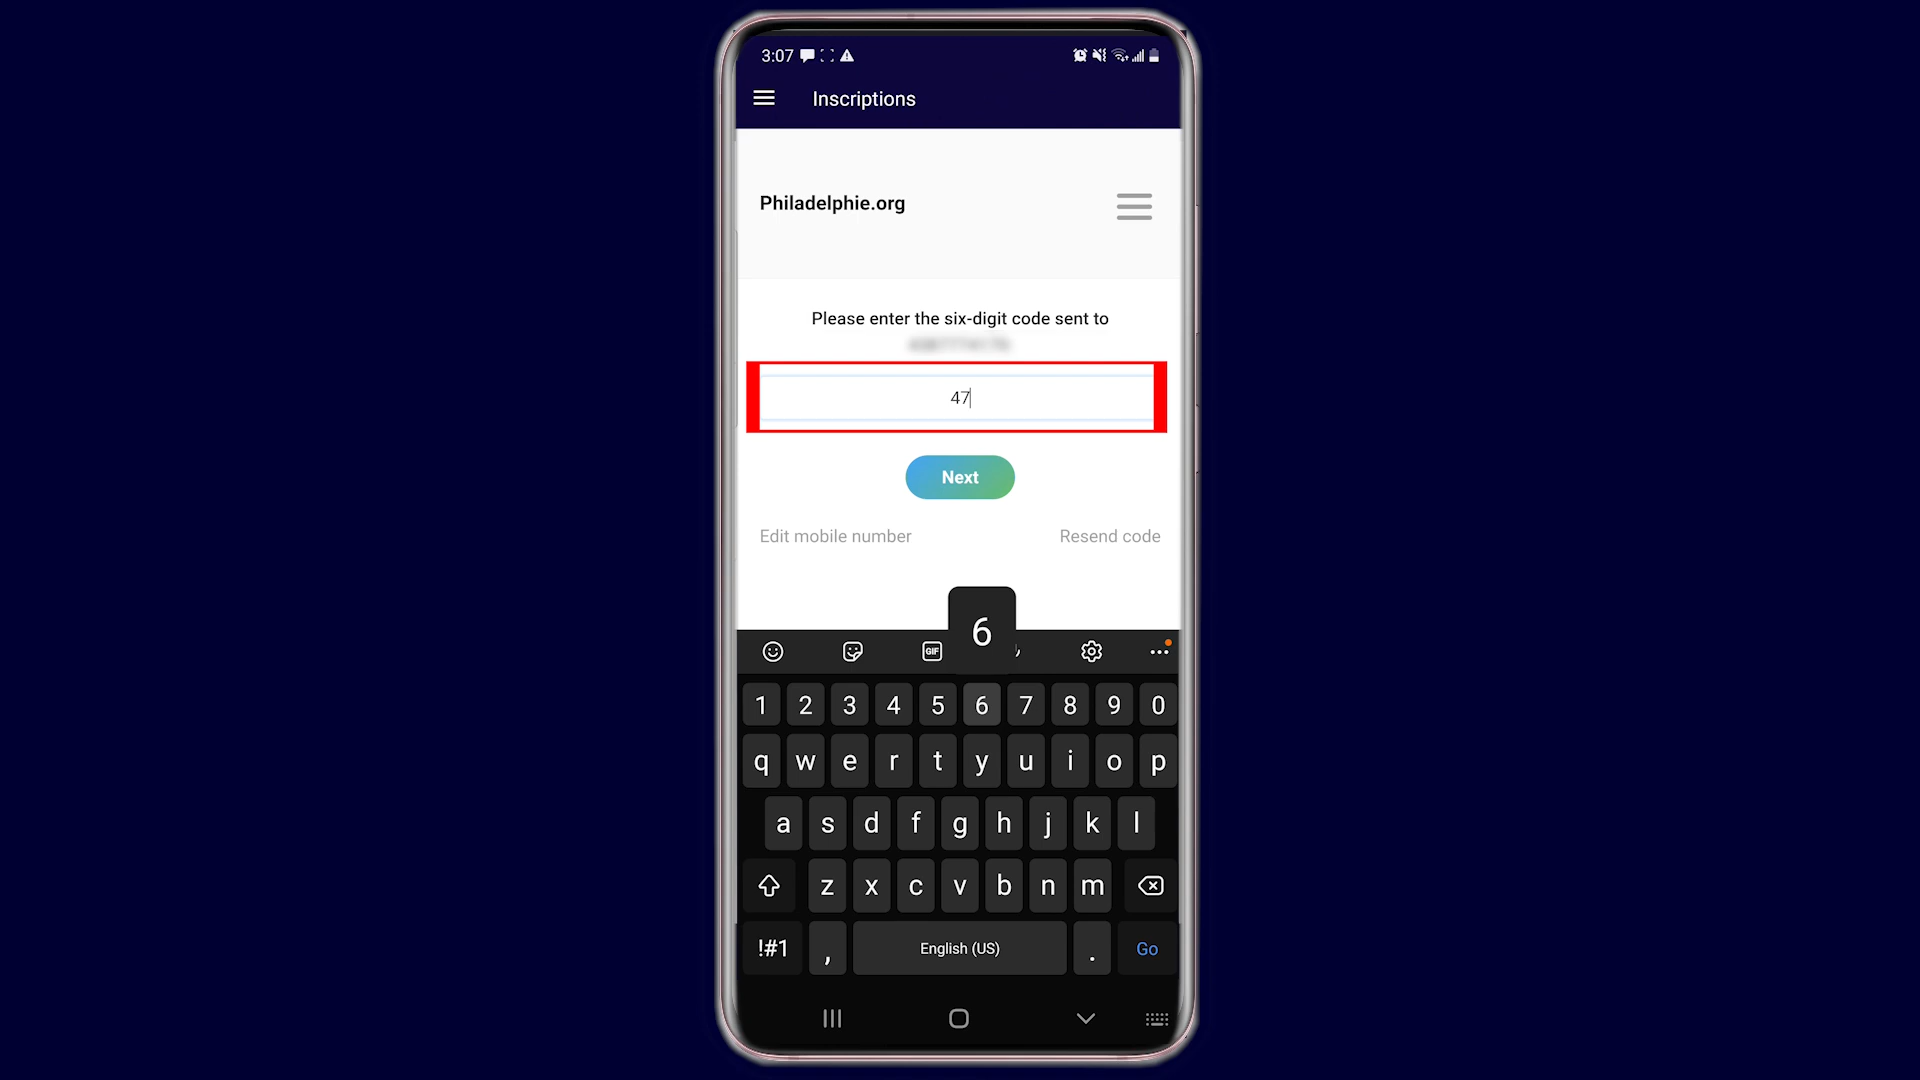 3:07
Inscriptions
Philadelphie.org
Please enter the six-digit code sent to
47
Next
Edit mobile number Resend code
6
GIF
1 2 3 4 5 6 7 8 9 0
q w e r t y u i o p
a s d f g h j k l
z x c v b n m
!#1 , English (US) . Go